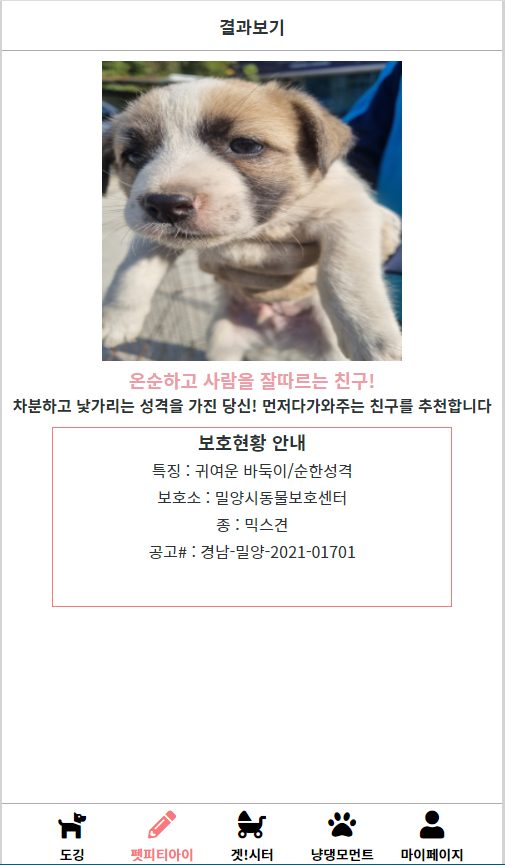 결과보기
온순하고 사람을 잘따르는 친구!
차분하고 낯가리는 성격을 가진 당신! 먼저다가와주는 친구를 추천합니다
보호현황 안내
특징 : 귀여운 바둑이/순한성격
보호소 : 밀양시동물보호센터
종 : 믹스견
공고# : 경남-밀양-2021-01701
도깅 펫피티아이 겟!시터 냥댕모먼트 마이페이지